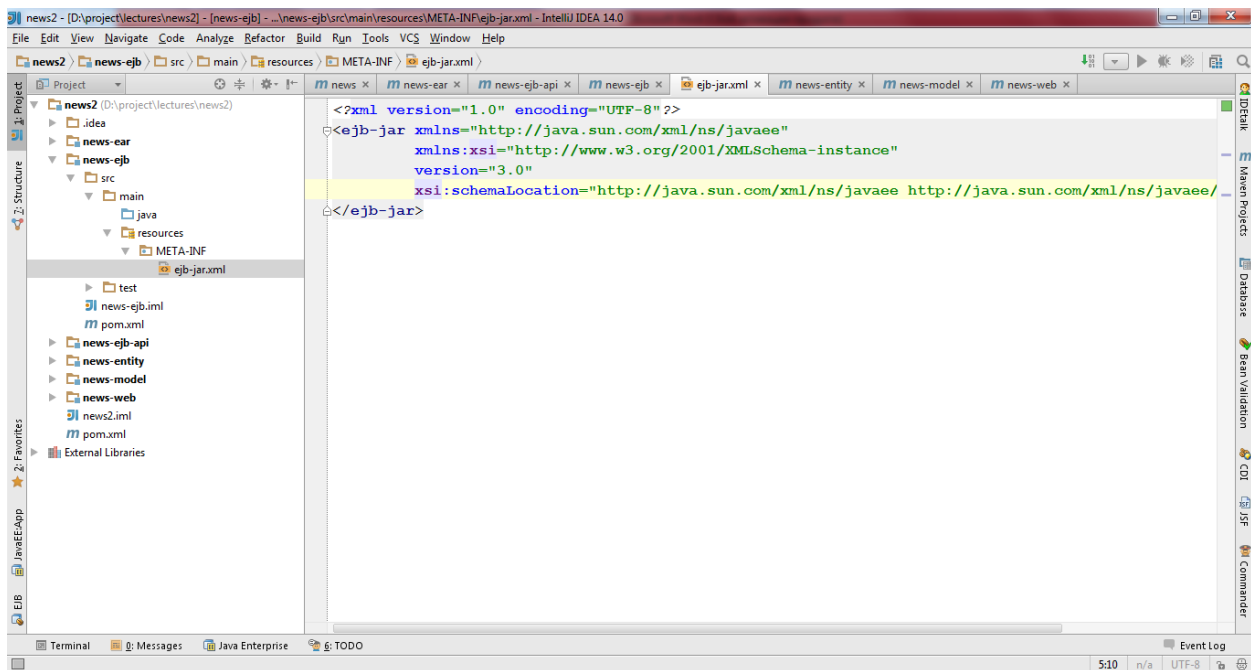 news2 - [D:\project\lectures\news2] - [news-ejb] - ...\news-ejb\src\main\resources\META-INF\ejb-jar.xml - IntelliJ IDEA 14.0
File Edit View Navigate Code Analyze Refactor Build Run Tools VCS Window Help
news2 news-ejb src main resources META-INF ejb-jar.xml
Project
m news m news-ear m news-ejb-api m news-ejb ejb-jar.xml m news-entity m news-model m news-web
1: Project
Z: Structure
2: Favorites
JavaEE:App
EJB
news2 (D:\project\lectures\news2)
.idea
news-ear
news-ejb
src
main
java
resources
META-INF
ejb-jar.xml
test
news-ejb.iml
m pom.xml
news-ejb-api
news-entity
news-model
news-web
news2.iml
m pom.xml
External Libraries
<?xml version="1.0" encoding="UTF-8"?>
<ejb-jar xmlns="http://java.sun.com/xml/ns/javaee"
xmlns:xsi="http://www.w3.org/2001/XMLSchema-instance"
version="3.0"
xsi:schemaLocation="http://java.sun.com/xml/ns/javaee http://java.sun.com/xml/ns/javaee/
</ejb-jar>
IDEtalk
m Maven Projects
Database
Bean Validation
CDI
JSF
Commander
Terminal 0: Messages Java Enterprise 6: TODO Event Log
5:10 n/a UTF-8